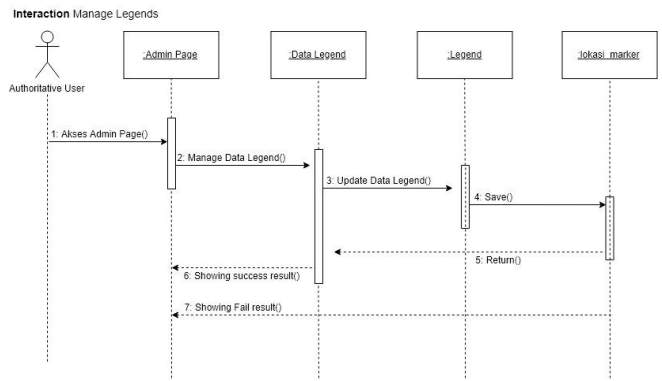 Interaction Manage Legends
:Admin Page
:Data Legend
:Legend
:lokasi_marker
Authoritative User
1: Akses Admin Page()
2: Manage Data Legend()
3: Update Data Legend()
4: Save()
5: Return()
6: Showing success result()
7: Showing Fail result()